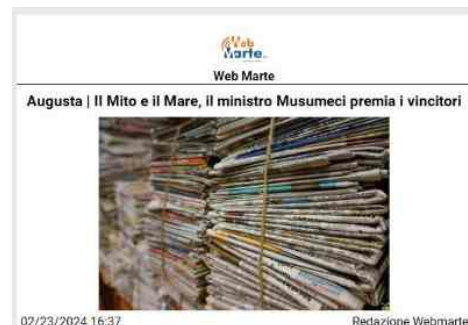 Web
Marte
Web Marte
Augusta | Il Mito e il Mare, il ministro Musumeci premia i vincitori
02/23/2024 16:37
Redazione Webmarte